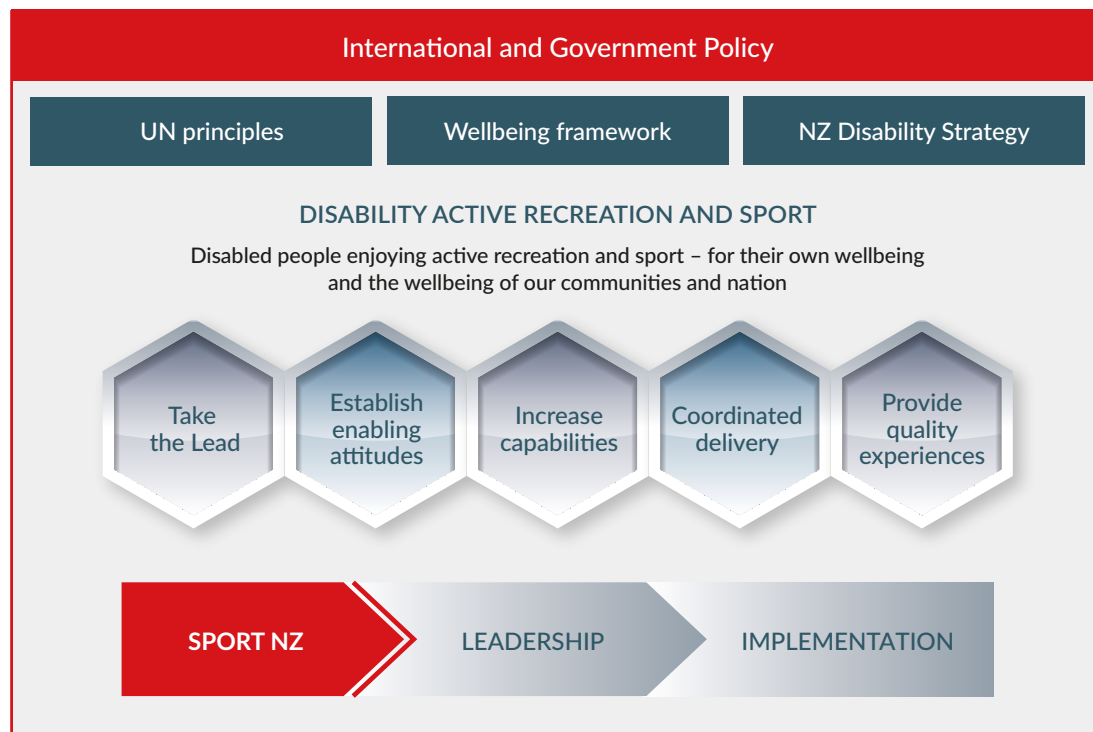 International and Government Policy
UN principles
Wellbeing framework
NZ Disability Strategy
DISABILITY ACTIVE RECREATION AND SPORT
Disabled people enjoying active recreation and sport – for their own wellbeing
and the wellbeing of our communities and nation
Take
the Lead
Establish
enabling
attitudes
Increase
capabilities
Coordinated
delivery
Provide
quality
experiences
SPORT NZ
LEADERSHIP
IMPLEMENTATION